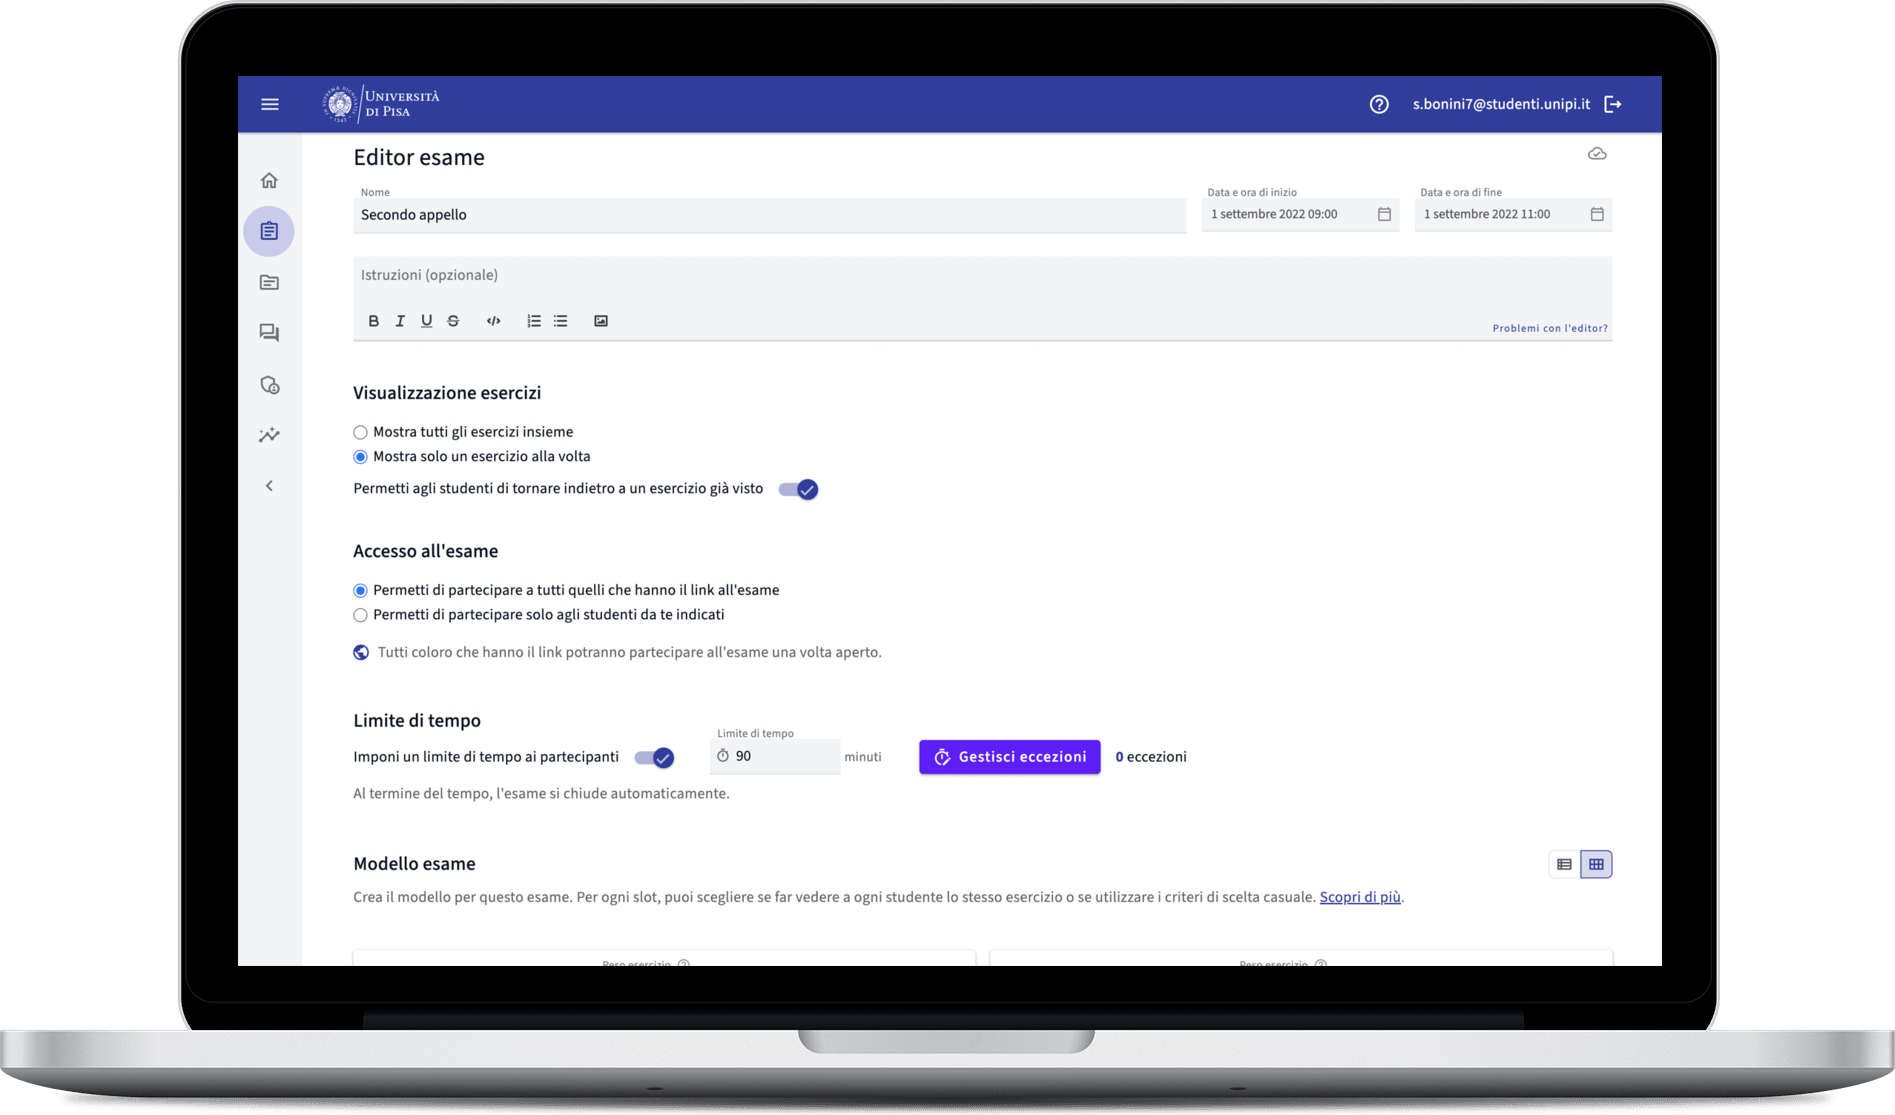 UNIVERSITÀ
DI PISA
s.bonini7@studenti.unipi.it
Editor esame
Nome
Secondo appello
Data e ora di inizio
1 settembre 2022 09:00
Data e ora di fine
1 settembre 2022 11:00
Istruzioni (opzionale)
Problemi con l'editor?
Visualizzazione esercizi
Mostra tutti gli esercizi insieme
Mostra solo un esercizio alla volta
Permetti agli studenti di tornare indietro a un esercizio già visto
Accesso all'esame
Permetti di partecipare a tutti quelli che hanno il link all'esame
Permetti di partecipare solo agli studenti da te indicati
Tutti coloro che hanno il link potranno partecipare all'esame una volta aperto.
Limite di tempo
Imponi un limite di tempo ai partecipanti
Limite di tempo
90
minuti
Gestisci eccezioni
0 eccezioni
Al termine del tempo, l'esame si chiude automaticamente.
Modello esame
Crea il modello per questo esame. Per ogni slot, puoi scegliere se far vedere a ogni studente lo stesso esercizio o se utilizzare i criteri di scelta casuale. Scopri di più.
Peso esercizio
Peso esercizio